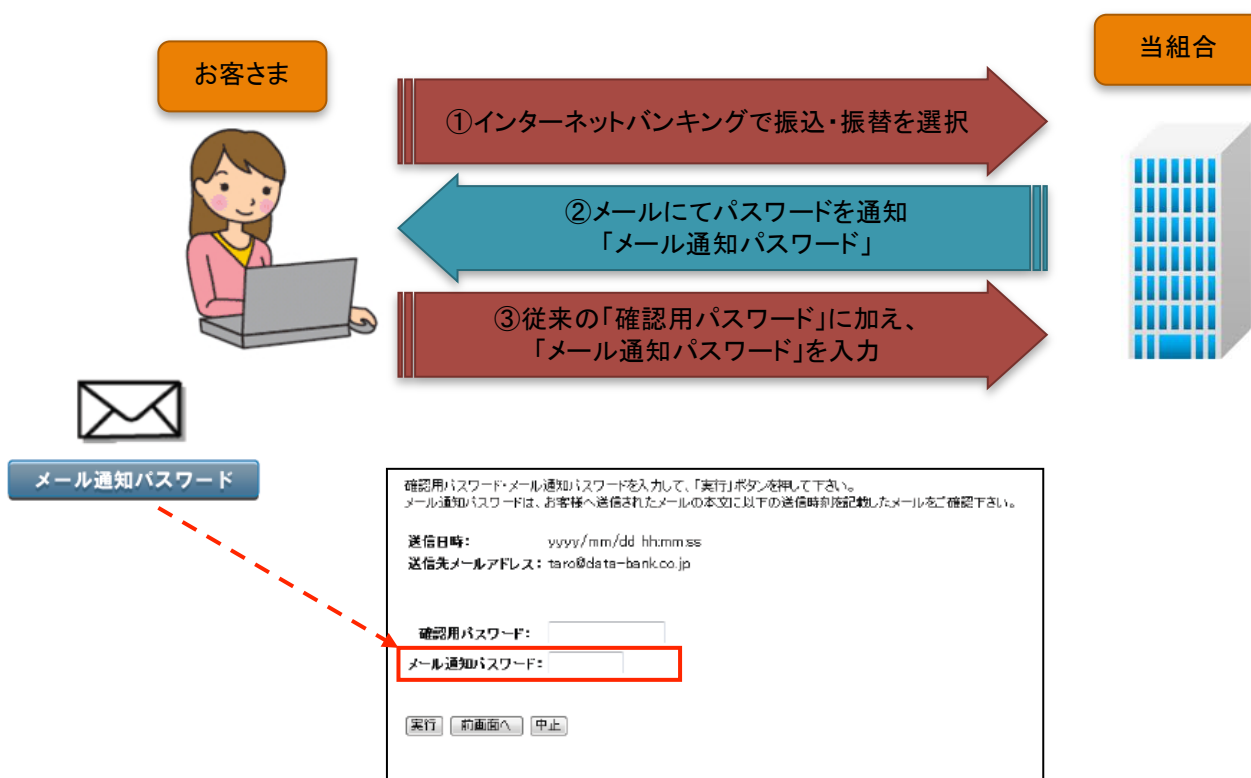 お客さま
当組合
①インターネットバンキングで振込・振替を選択
②メールにてパスワードを通知
「メール通知パスワード」
③従来の「確認用パスワード」に加え、
「メール通知パスワード」を入力
メール通知パスワード
確認用パスワード・メール通知パスワードを入力して、「実行」ボタンを押して下さい。
メール通知パスワードは、お客様へ送信されたメールの本文に以下の送信時刻を記載したメールをご確認下さい。
送信日時： yyyy/mm/dd hh:mm:ss
送信先メールアドレス： taro@data-bank.co.jp
確認用パスワード：
メール通知パスワード：
実行 前画面へ 中止